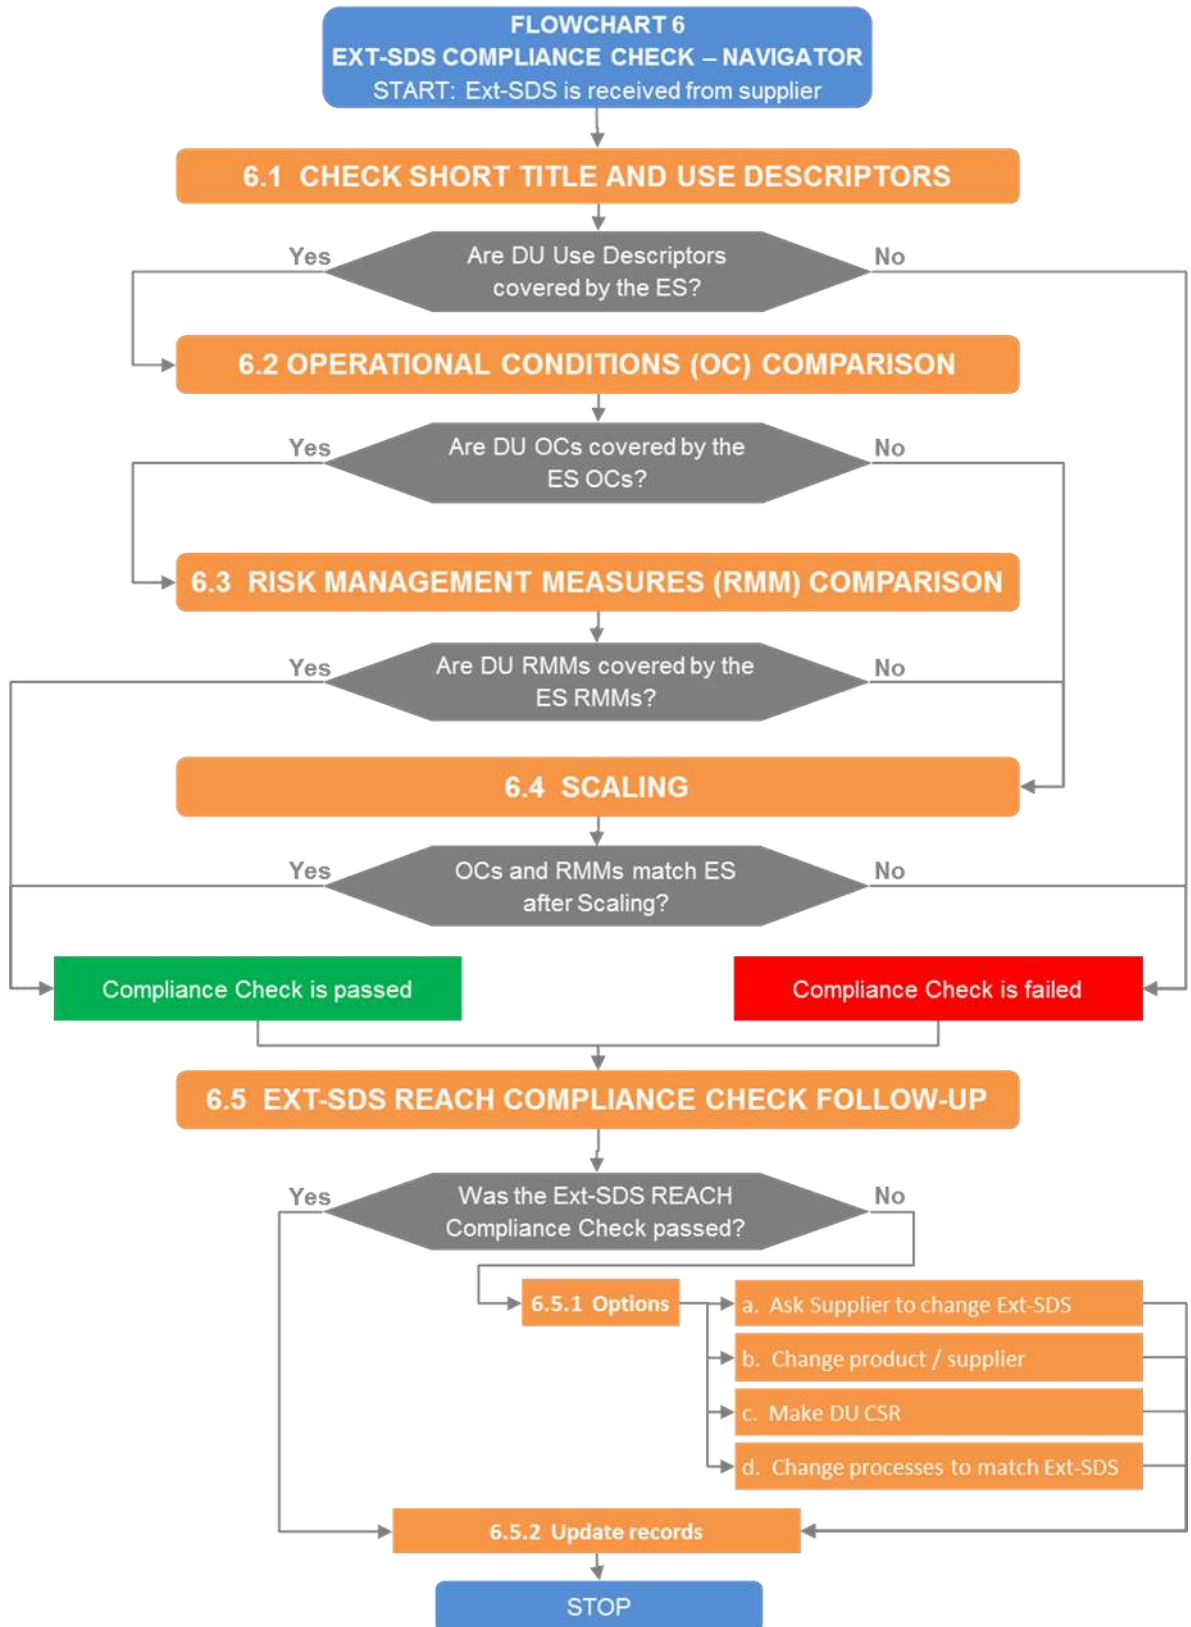 FLOWCHART 6
EXT-SDS COMPLIANCE CHECK – NAVIGATOR
START: Ext-SDS is received from supplier
6.1 CHECK SHORT TITLE AND USE DESCRIPTORS
Yes
Are DU Use Descriptors
covered by the ES?
No
6.2 OPERATIONAL CONDITIONS (OC) COMPARISON
Yes
Are DU OCs covered by the
ES OCs?
No
6.3 RISK MANAGEMENT MEASURES (RMM) COMPARISON
Yes
Are DU RMMs covered by the
ES RMMs?
No
6.4 SCALING
Yes
OCs and RMMs match ES
after Scaling?
No
Compliance Check is passed
Compliance Check is failed
6.5 EXT-SDS REACH COMPLIANCE CHECK FOLLOW-UP
Yes
Was the Ext-SDS REACH
Compliance Check passed?
No
6.5.1 Options
a. Ask Supplier to change Ext-SDS
b. Change product / supplier
c. Make DU CSR
d. Change processes to match Ext-SDS
6.5.2 Update records
STOP